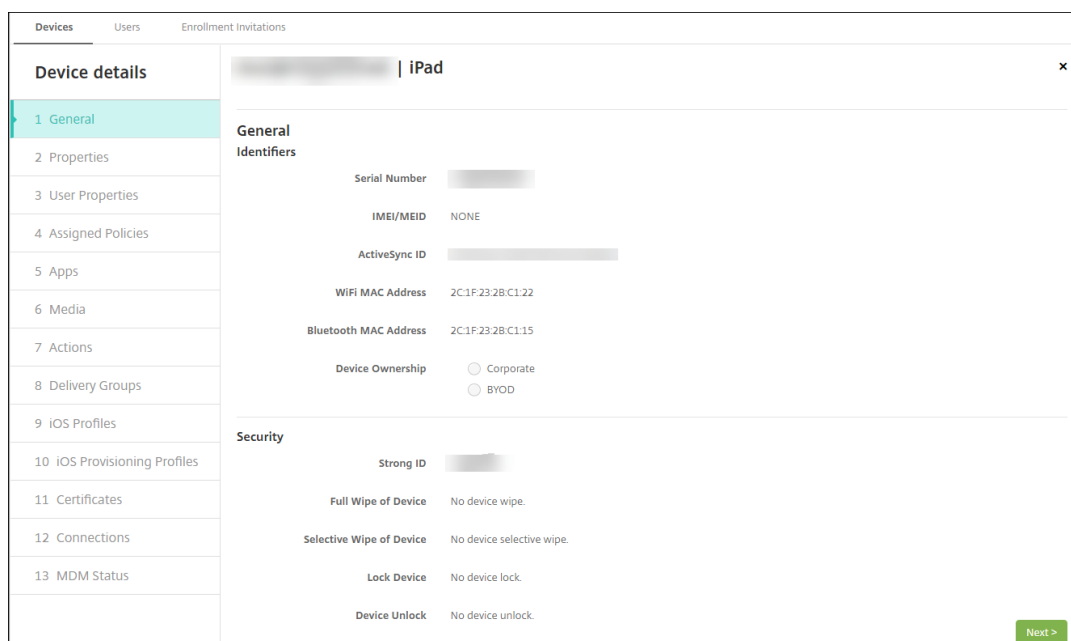 Devices Users Enrollment Invitations
Device details
1 General
2 Properties
3 User Properties
4 Assigned Policies
5 Apps
6 Media
7 Actions
8 Delivery Groups
9 iOS Profiles
10 iOS Provisioning Profiles
11 Certificates
12 Connections
13 MDM Status
| iPad
×
General
Identifiers
Serial Number
IMEI/MEID NONE
ActiveSync ID
WiFi MAC Address 2C:1F:23:2B:C1:22
Bluetooth MAC Address 2C:1F:23:2B:C1:15
Device Ownership Corporate
BYOD
Security
Strong ID
Full Wipe of Device No device wipe.
Selective Wipe of Device No device selective wipe.
Lock Device No device lock.
Device Unlock No device unlock.
Next >